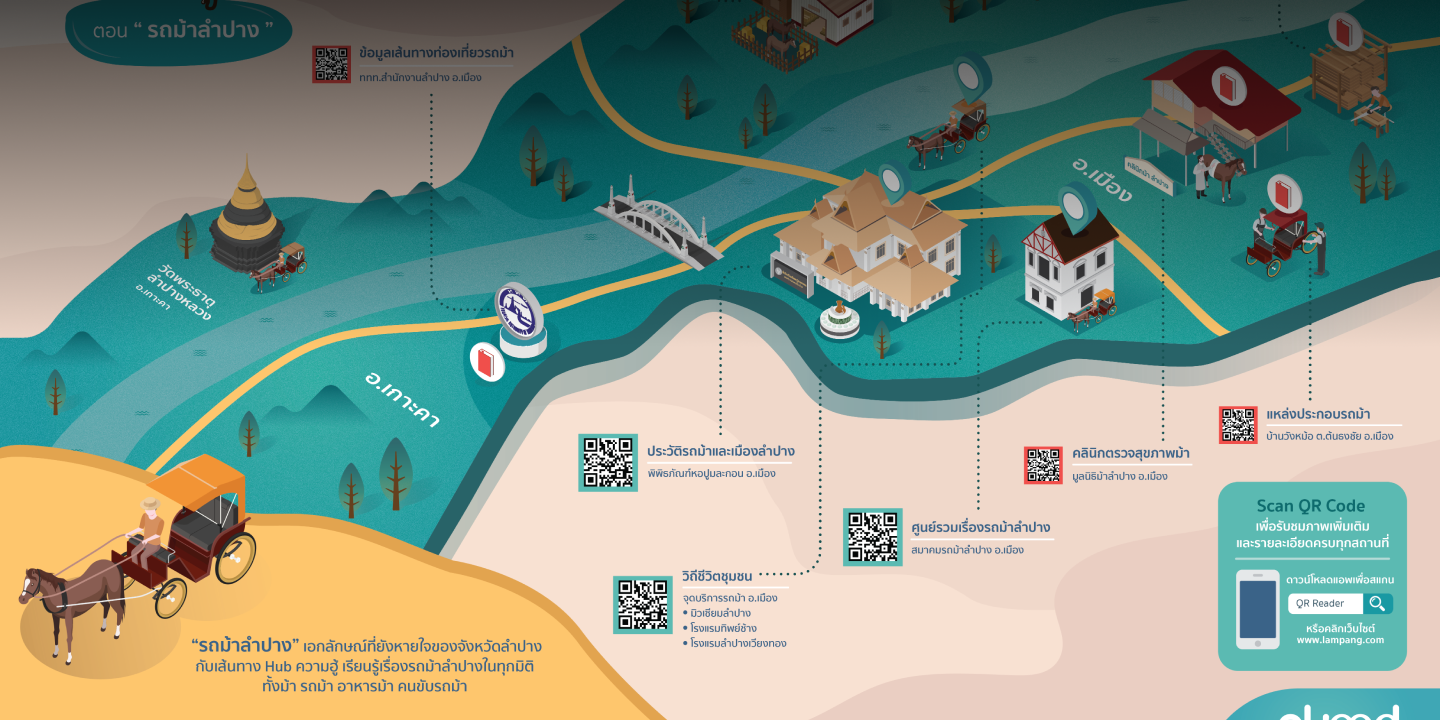 ตอน “ รถม้าลำปาง ”
ข้อมูลเส้นทางท่องเที่ยวรถม้า
ททท.สำนักงานลำปาง อ.เมือง
อ.เมือง
คลินิกม้า ลำปาง
วัดพระธาตุ
ลำปางหลวง
อ.เกาะคา
อ.เกาะคา
แหล่งประกอบรถม้า
บ้านวังหม้อ ต.ต้นธงชัย อ.เมือง
ประวัติรถม้าและเมืองลำปาง
พิพิธภัณฑ์หอปูมละกอน อ.เมือง
คลินิกตรวจสุขภาพม้า
มูลนิธิม้าลำปาง อ.เมือง
ศูนย์รวมเรื่องรถม้าลำปาง
สมาคมรถม้าลำปาง อ.เมือง
วิถีชีวิตชุมชน
จุดบริการรถม้า อ.เมือง
• มิวเซียมลำปาง
• โรงแรมทิพย์ช้าง
• โรงแรมลำปางเวียงทอง
Scan QR Code
เพื่อรับชมภาพเพิ่มเติม
และรายละเอียดครบทุกสถานที่
ดาวน์โหลดแอพเพื่อสแกน
QR Reader
หรือคลิกเว็บไซต์
www.lampang.com
“รถม้าลำปาง” เอกลักษณ์ที่ยังหายใจของจังหวัดลำปาง
กับเส้นทาง Hub ความฮู้ เรียนรู้เรื่องรถม้าลำปางในทุกมิติ
ทั้งม้า รถม้า อาหารม้า คนขับรถม้า